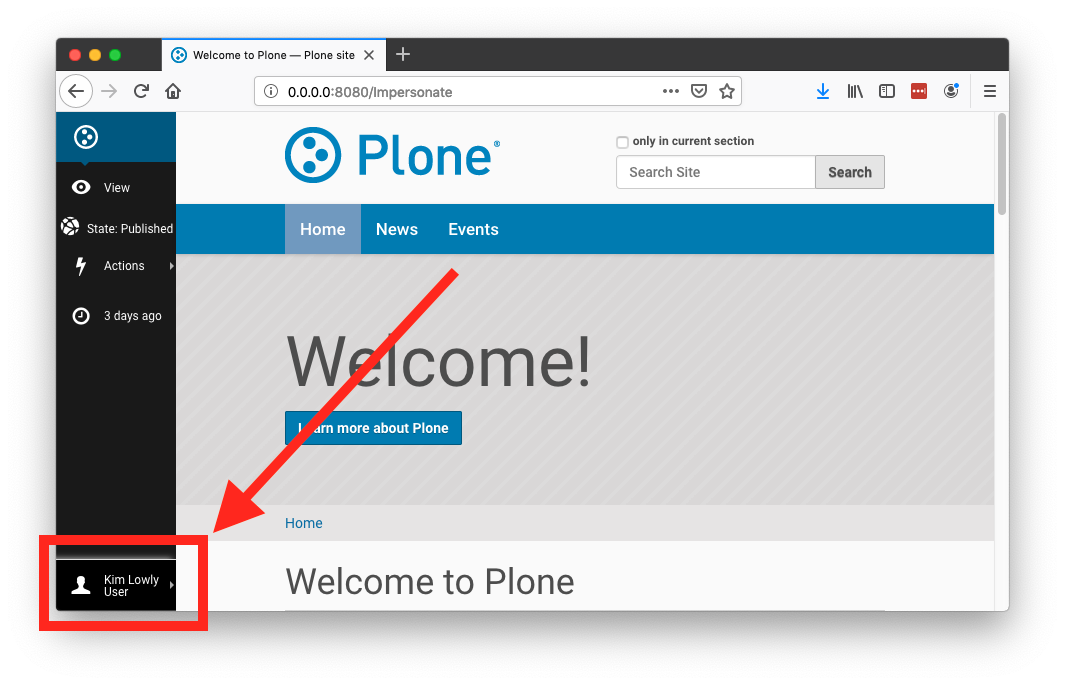 Welcome to Plone — Plone site
0.0.0.0:8080/Impersonate
Plone®
only in current section
Search Site
Search
View
State: Published
Actions
3 days ago
Home
News
Events
Welcome!
Learn more about Plone
Home
Welcome to Plone
Kim Lowly
User